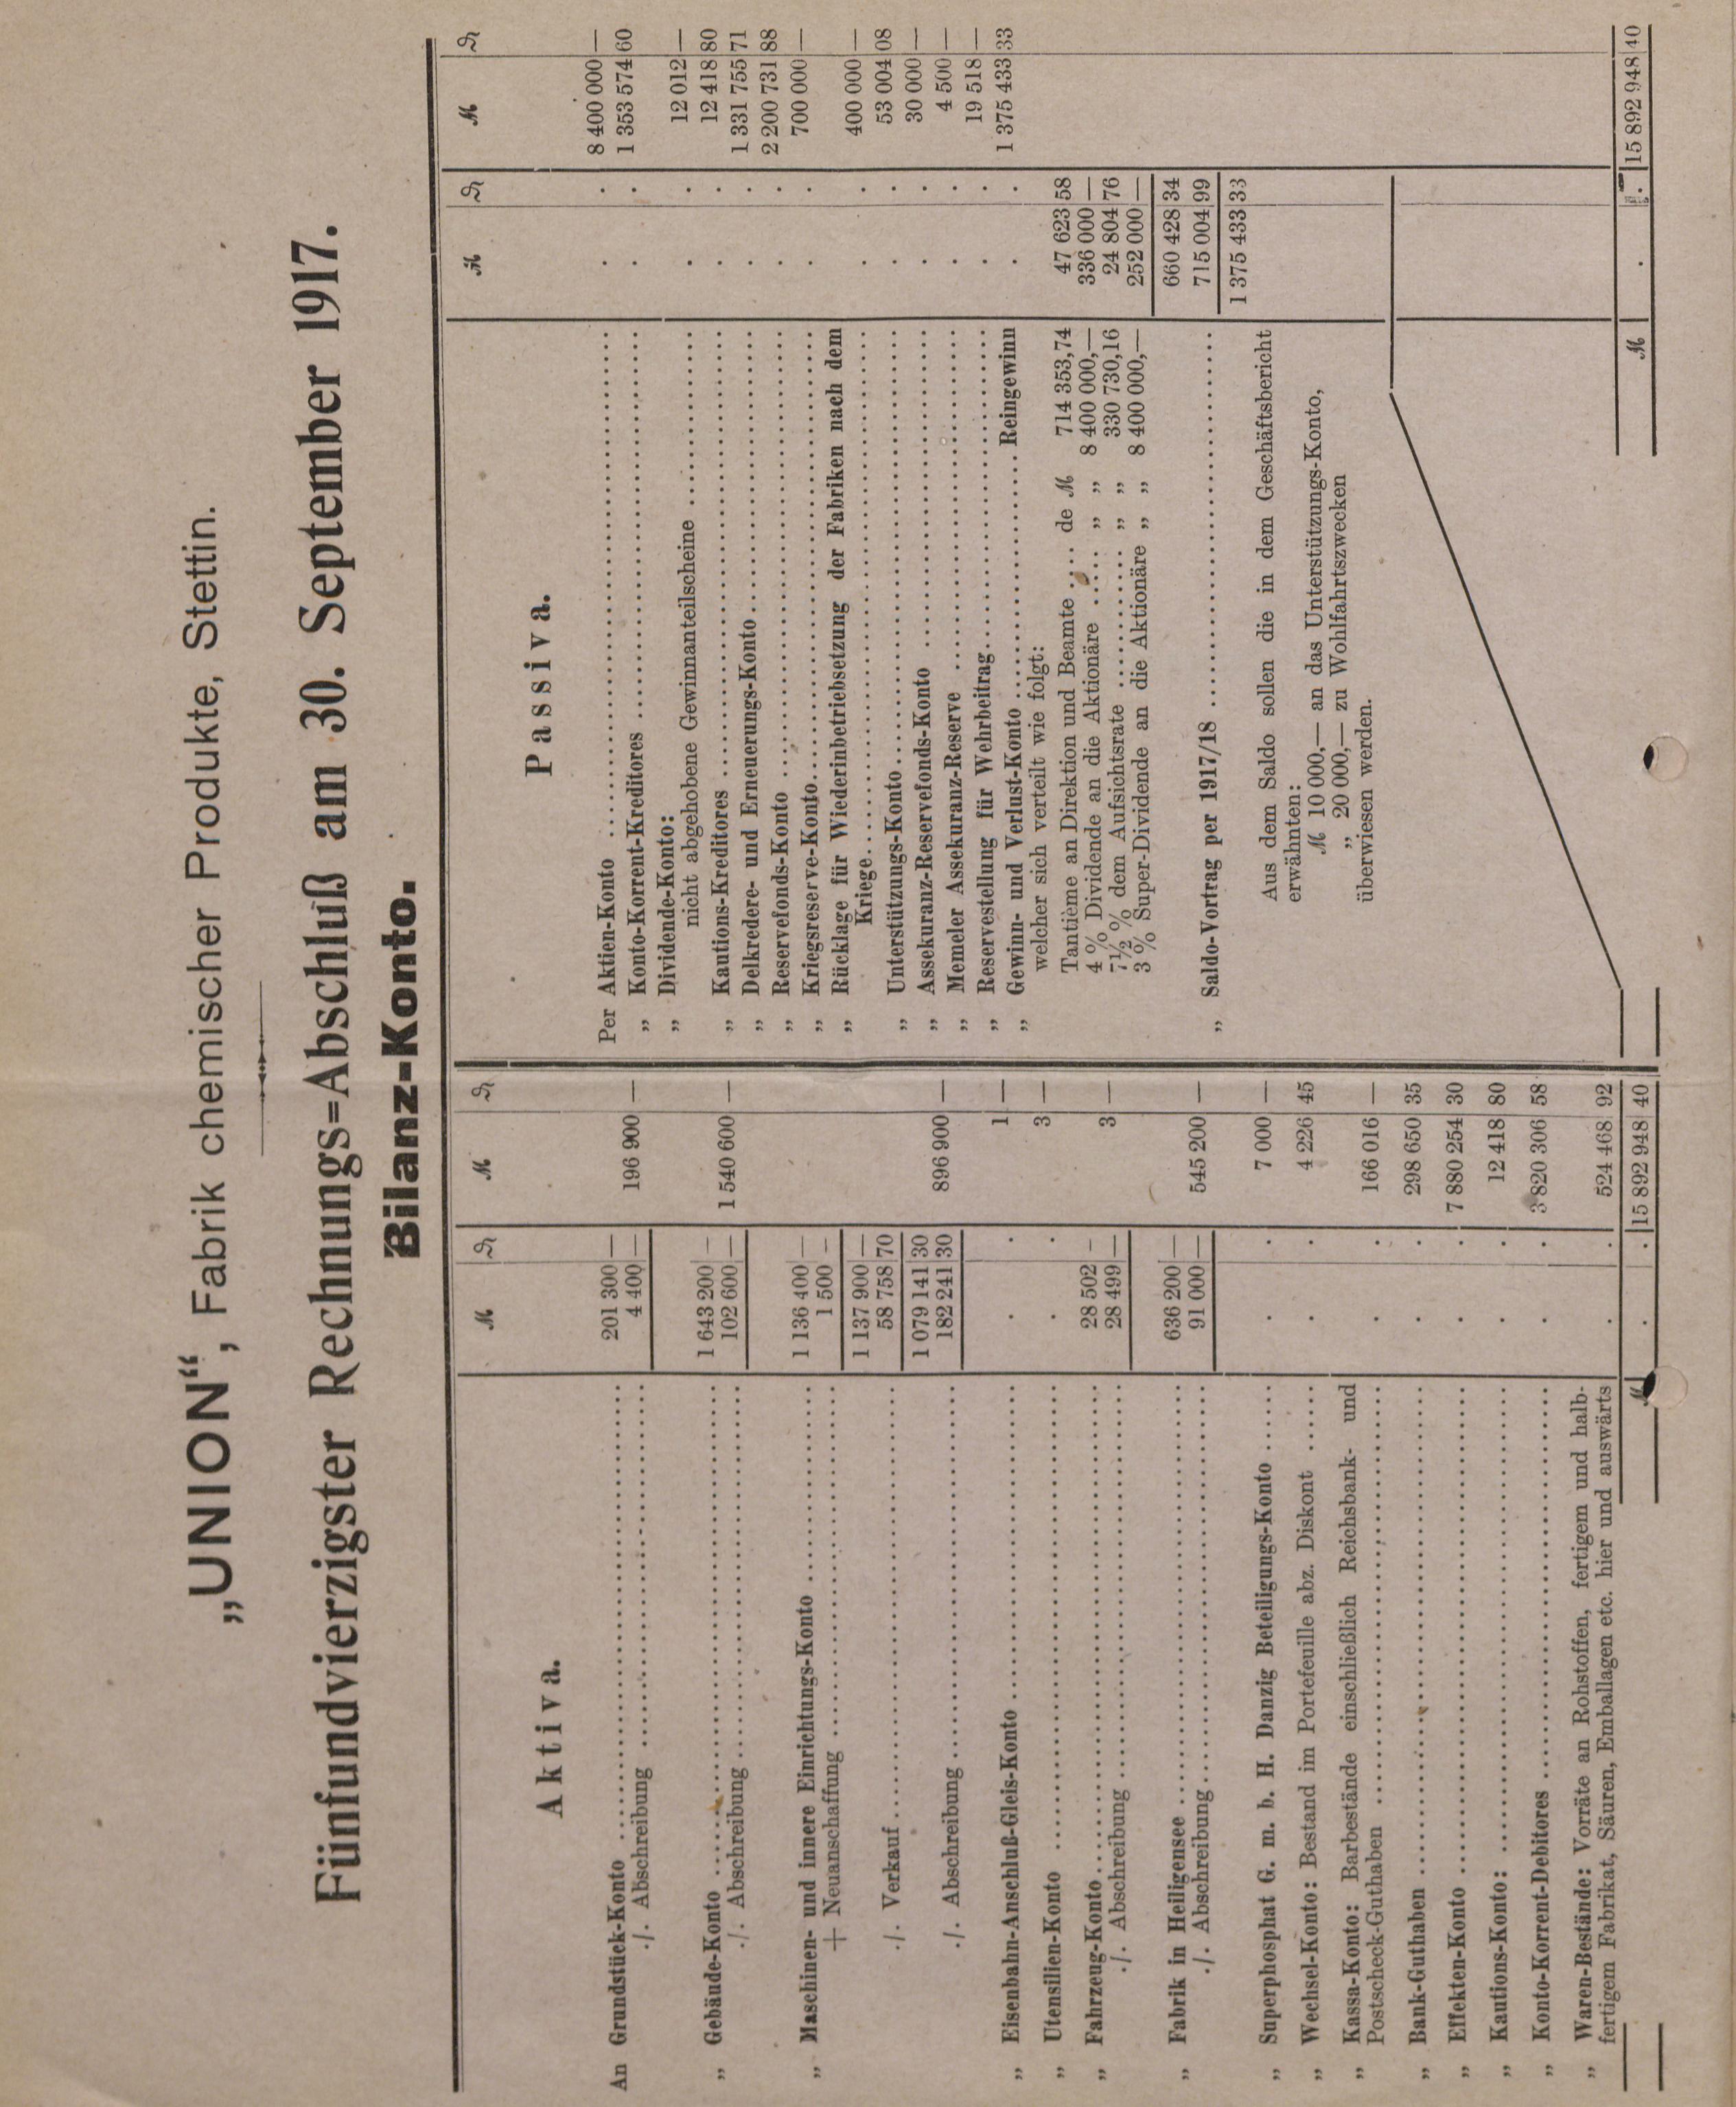 „UNION“, Fabrik chemischer Produkte, Stettin.
Fünfundvierzigster Rechnungs=Abschluß am 30. September 1917.
Bilanz-Konto.
Aktiva.
ℳ ₰ ℳ ₰
An Grundstück-Konto 201 300 —
./. Abschreibung 4 400 — 196 900 —
„ Gebäude-Konto 1 643 200 —
./. Abschreibung 102 600 — 1 540 600 —
„ Maschinen- und innere Einrichtungs-Konto 1 136 400 —
+ Neuanschaffung 1 500 —
1 137 900 —
./. Verkauf 58 758 70
1 079 141 30
./. Abschreibung 182 241 30 896 900 —
„ Eisenbahn-Anschluß-Gleis-Konto . . 1 —
„ Utensilien-Konto . . 3 —
„ Fahrzeug-Konto 28 502 —
./. Abschreibung 28 499 — 3 —
„ Fabrik in Heiligensee 636 200 —
./. Abschreibung 91 000 — 545 200 —
„ Superphosphat G. m. b. H. Danzig Beteiligungs-Konto . . 7 000 —
„ Wechsel-Konto: Bestand im Portefeuille abz. Diskont . . 4 226 45
„ Kassa-Konto: Barbestände einschließlich Reichsbank- und
Postscheck-Guthaben . . 166 016 —
„ Bank-Guthaben . . 298 650 35
„ Effekten-Konto . . 7 880 254 30
„ Kautions-Konto: . . 12 418 80
„ Konto-Korrent-Debitores . . 3 820 306 58
„ Waren-Bestände: Vorräte an Rohstoffen, fertigem und halb-
fertigem Fabrikat, Säuren, Emballagen etc. hier und auswärts . . 524 468 92
ℳ . . 15 892 948 40
Passiva.
ℳ ₰ ℳ ₰
Per Aktien-Konto . . 8 400 000 —
„ Konto-Korrent-Kreditores . . 1 353 574 60
„ Dividende-Konto:
nicht abgehobene Gewinnanteilscheine . . 12 012 —
„ Kautions-Kreditores . . 12 418 80
„ Delkredere- und Erneuerungs-Konto . . 1 331 755 71
„ Reservefonds-Konto . . 2 200 731 88
„ Kriegsreserve-Konto . . 700 000 —
„ Rücklage für Wiederinbetriebsetzung der Fabriken nach dem
Kriege . . 400 000 —
„ Unterstützungs-Konto . . 53 004 08
„ Assekuranz-Reservefonds-Konto . . 30 000 —
„ Memeler Assekuranz-Reserve . . 4 500 —
„ Reservestellung für Wehrbeitrag . . 19 518 —
„ Gewinn- und Verlust-Konto Reingewinn . . 1 375 433 33
welcher sich verteilt wie folgt:
Tantième an Direktion und Beamte de ℳ 714 353,74 47 623 58
4 % Dividende an die Aktionäre „ „ 8 400 000,— 336 000 —
7½ % dem Aufsichtsrate „ „ 330 730,16 24 804 76
3 % Super-Dividende an die Aktionäre „ „ 8 400 000,— 252 000 —
660 428 34
„ Saldo-Vortrag per 1917/18 715 004 99
1 375 433 33
Aus dem Saldo sollen die in dem Geschäftsbericht
erwähnten:
ℳ 10 000,— an das Unterstützungs-Konto,
„ 20 000,— zu Wohlfahrtszwecken
überwiesen werden.
ℳ . . 15 892 948 40